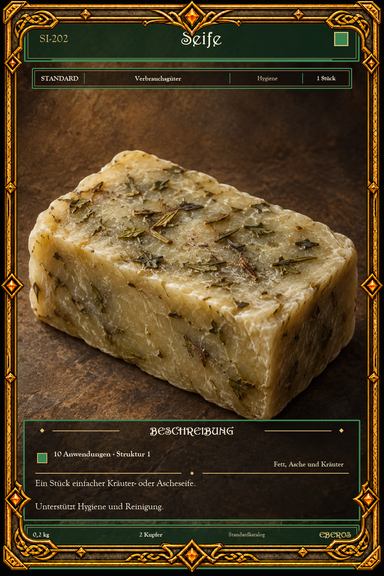 SI-202
Seife
STANDARD Verbrauchsgüter Hygiene 1 Stück
BESCHREIBUNG
10 Anwendungen · Struktur 1
Fett, Asche und Kräuter
Ein Stück einfacher Kräuter- oder Ascheseife.
Unterstützt Hygiene und Reinigung.
0,2 kg 2 Kupfer Standardkatalog EBEROS